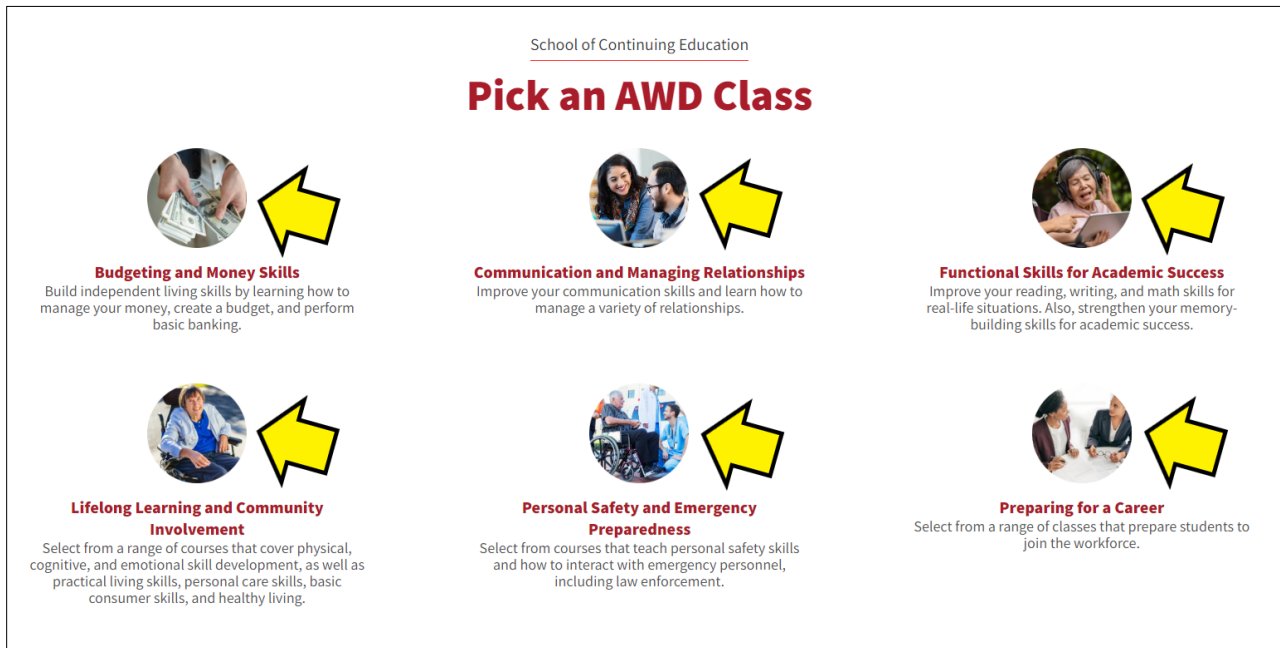 School of Continuing Education
Pick an AWD Class
Budgeting and Money Skills
Build independent living skills by learning how to
manage your money, create a budget, and perform
basic banking.
Communication and Managing Relationships
Improve your communication skills and learn how to
manage a variety of relationships.
Functional Skills for Academic Success
Improve your reading, writing, and math skills for
real-life situations. Also, strengthen your memory-
building skills for academic success.
Lifelong Learning and Community
Involvement
Select from a range of courses that cover physical,
cognitive, and emotional skill development, as well as
practical living skills, personal care skills, basic
consumer skills, and healthy living.
Personal Safety and Emergency
Preparedness
Select from courses that teach personal safety skills
and how to interact with emergency personnel,
including law enforcement.
Preparing for a Career
Select from a range of classes that prepare students to
join the workforce.